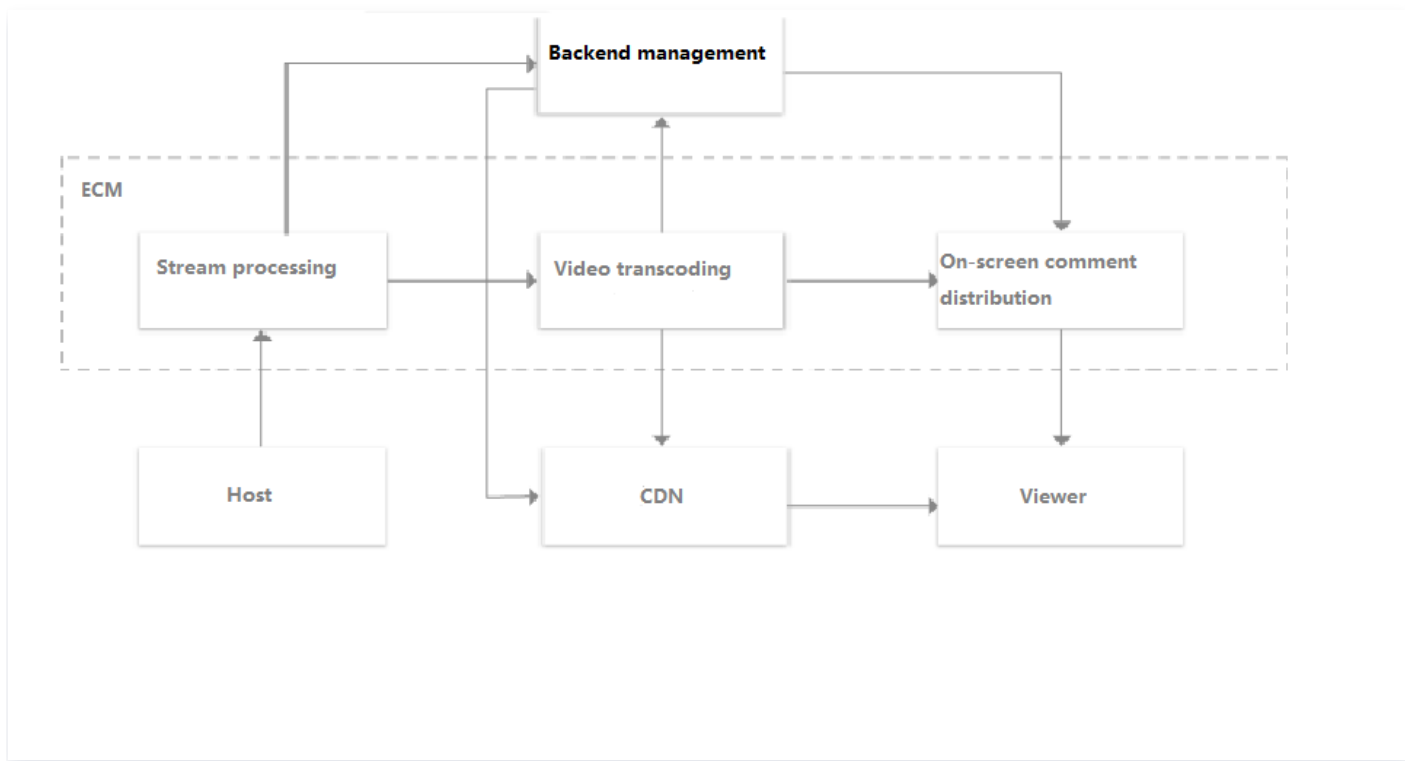 Backend management
ECM
Stream processing
Video transcoding
On-screen comment
distribution
Host
CDN
Viewer